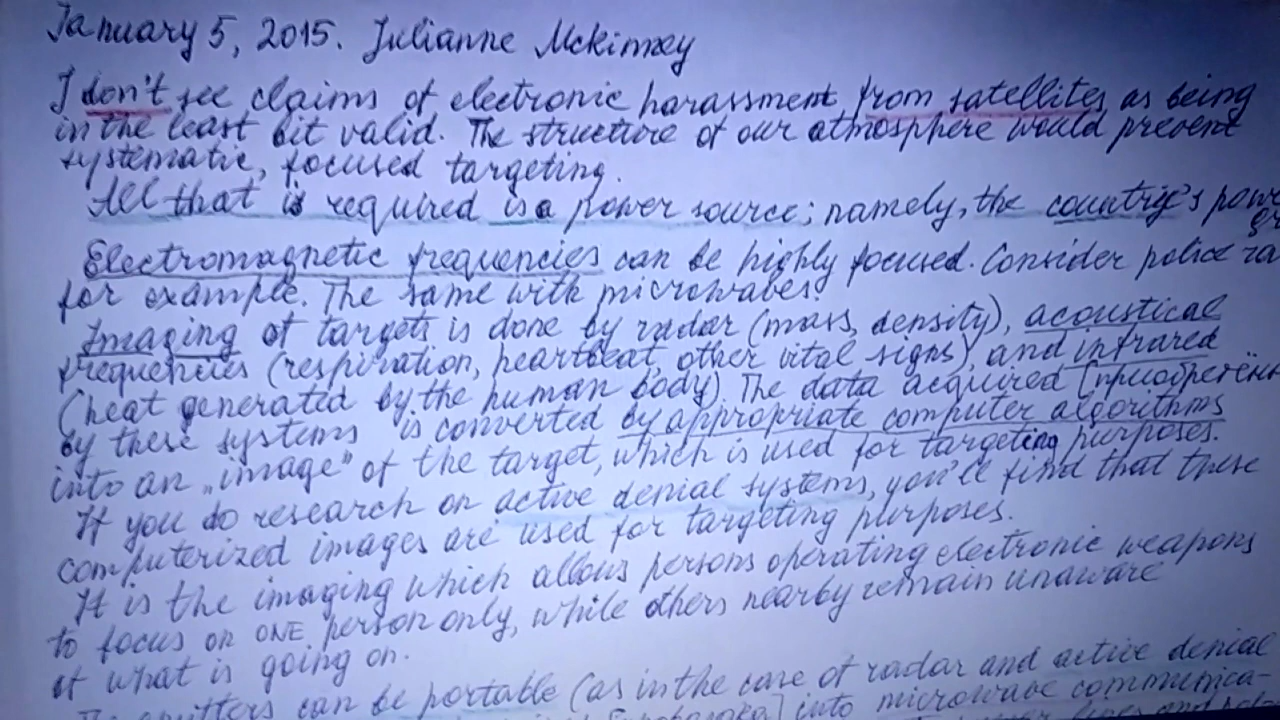 January 5, 2015. Julianne Mckinney
I don't see claims of electronic harassment from satellites as being
in the least bit valid. The structure of our atmosphere would prevent
systematic, focused targeting.
All that is required is a power source; namely, the country's power
Electromagnetic frequencies can be highly focused. Consider police ra
for example. The same with microwaves.
Imaging of targets is done by radar (mass, density), acoustical
frequencies (respiration, heartbeat, other vital signs), and infrared
(heat generated by the human body). The data acquired [приобретён
by these systems is converted by appropriate computer algorithms
into an „image" of the target, which is used for targeting purposes.
If you do research on active denial systems, you'll find that these
computerized images are used for targeting purposes.
It is the imaging which allows persons operating electronic weapons
to focus on ONE person only, while others nearby remain unaware
of what is going on.
emitters can be portable (as in the case of radar and active denial
into microwave communica-